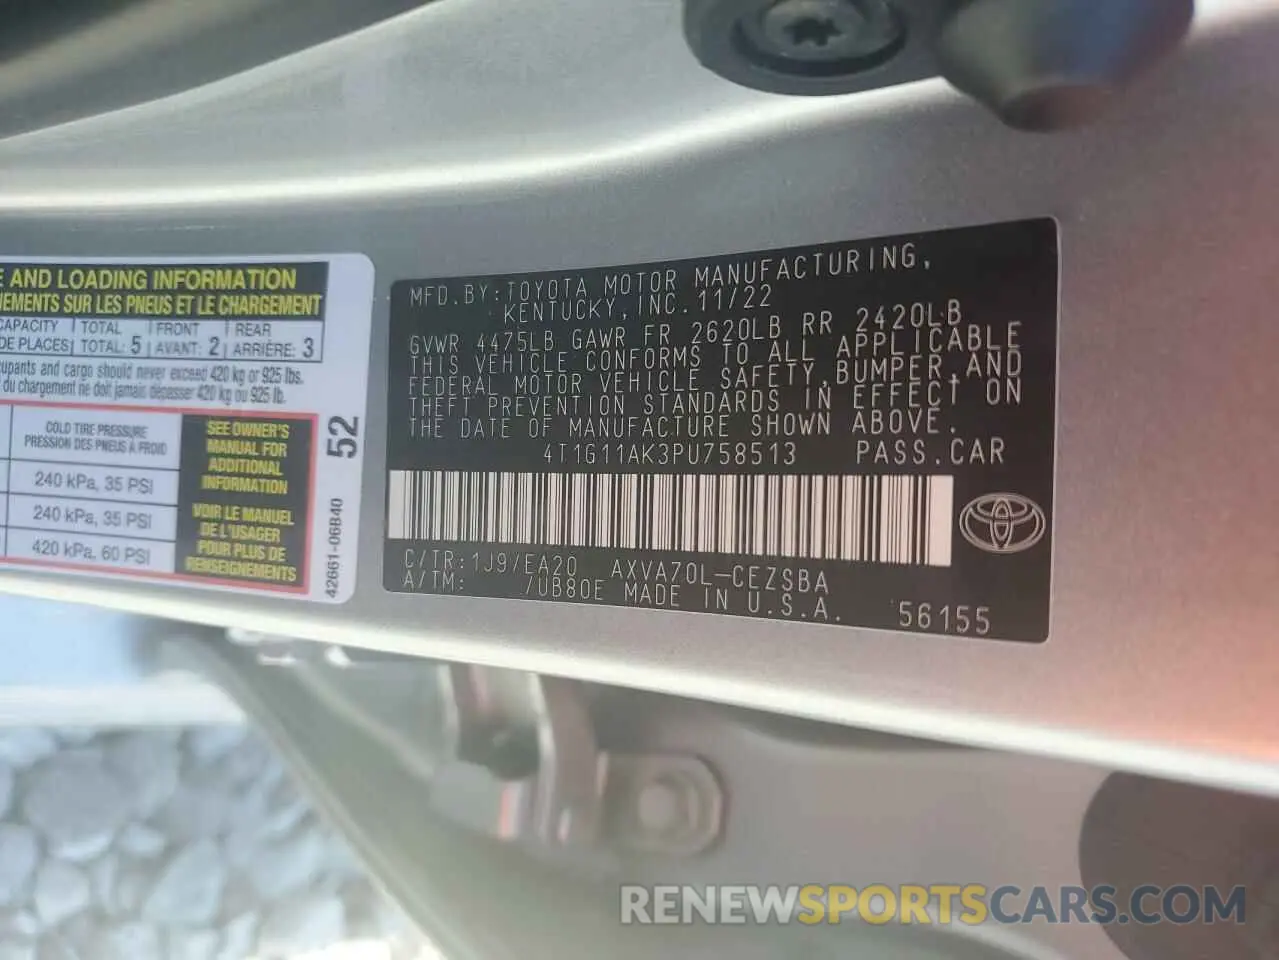 E AND LOADING INFORMATION
NEMENTS SUR LES PNEUS ET LE CHARGEMENT
CAPACITY TOTAL FRONT REAR
DE PLACES TOTAL: 5 AVANT: 2 ARRIÈRE: 3
cupants and cargo should never exceed 420 kg or 925 lbs.
du chargement ne doit jamais dépasser 420 kg ou 925 lb.
COLD TIRE PRESSURE
PRESSION DES PNEUS À FROID
240 kPa, 35 PSI
240 kPa, 35 PSI
420 kPa, 60 PSI
SEE OWNER'S
MANUAL FOR
ADDITIONAL
INFORMATION
VOIR LE MANUEL
DE L'USAGER
POUR PLUS DE
RENSEIGNEMENTS
52
42661-06B40
MFD.BY:TOYOTA MOTOR MANUFACTURING,
KENTUCKY,INC.11/22
GVWR 4475LB GAWR FR 2620LB RR 2420LB
THIS VEHICLE CONFORMS TO ALL APPLICABLE
FEDERAL MOTOR VEHICLE SAFETY,BUMPER,AND
THEFT PREVENTION STANDARDS IN EFFECT ON
THE DATE OF MANUFACTURE SHOWN ABOVE.
4T1G11AK3PU758513 PASS.CAR
C/TR:1J9/EA20 AXVA70L-CEZSBA
A/TM: /UB80E MADE IN U.S.A. 56155
RENEWSPORTSCARS.COM